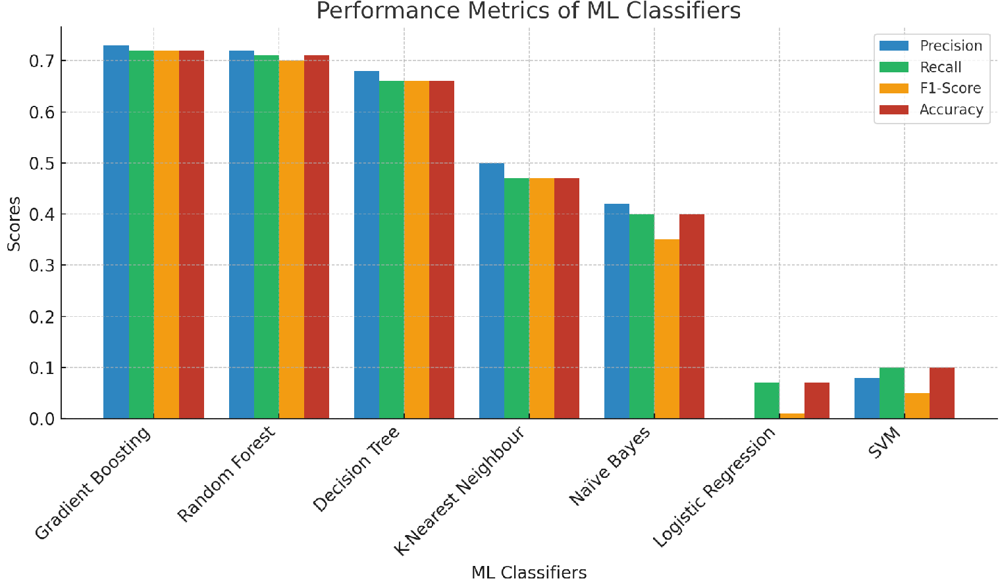 Performance Metrics of ML Classifiers
Precision
Recall
F1-Score
Accuracy
Scores
0.7
0.6
0.5
0.4
0.3
0.2
0.1
0.0
Gradient Boosting
Random Forest
Decision Tree
K-Nearest Neighbour
Naïve Bayes
Logistic Regression
SVM
ML Classifiers